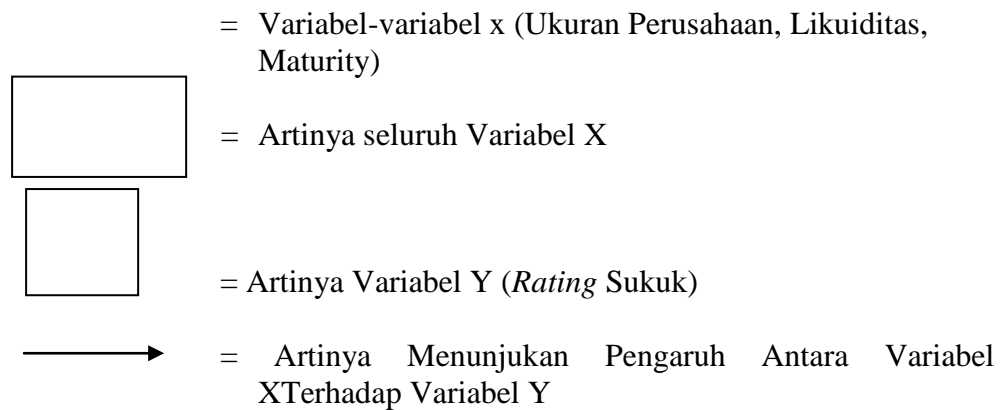 = Variabel-variabel x (Ukuran Perusahaan, Likuiditas,
Maturity)
= Artinya seluruh Variabel X
= Artinya Variabel Y (Rating Sukuk)
= Artinya Menunjukan Pengaruh Antara Variabel
XTerhadap Variabel Y